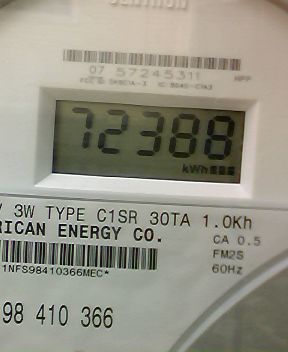 07 57245311
72388
kWh
V 3W TYPE C1SR 30TA 1.0Kh
RICAN ENERGY CO.
CA 0.5
FM2S
60Hz
1NFS98410366MEC*
98 410 366